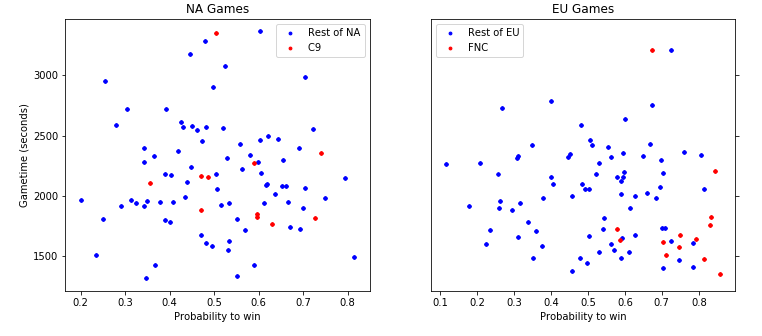 NA Games
Rest of NA
C9
3000
2500
2000
1500
Gametime (seconds)
0.2 0.3 0.4 0.5 0.6 0.7 0.8
Probability to win
EU Games
Rest of EU
FNC
0.1 0.2 0.3 0.4 0.5 0.6 0.7 0.8
Probability to win